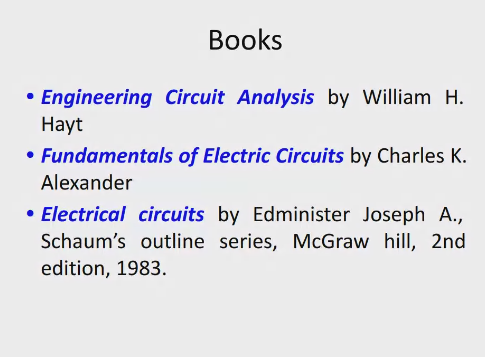 Books
• Engineering Circuit Analysis by William H.
Hayt
• Fundamentals of Electric Circuits by Charles K.
Alexander
• Electrical circuits by Edminister Joseph A.,
Schaum’s outline series, McGraw hill, 2nd
edition, 1983.